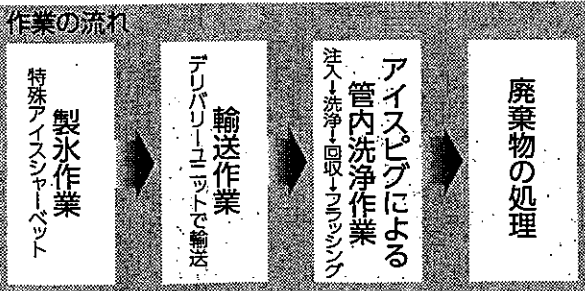 作業の流れ
製氷作業
特殊アイスシャーベット
輸送作業
デリバリーユニットで輸送
アイスピグによる
管内洗浄作業
注入→洗浄→回収→フラッシング
廃棄物の処理